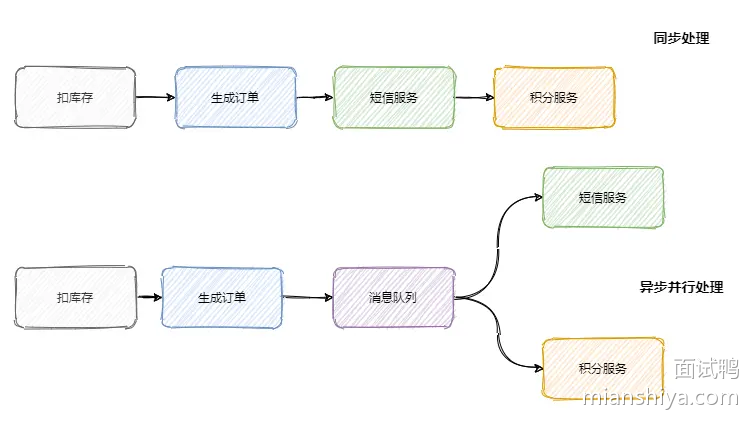 同步处理
扣库存
生成订单
短信服务
积分服务
短信服务
扣库存
生成订单
消息队列
异步并行处理
积分服务
面试鸭
mianshiya.com